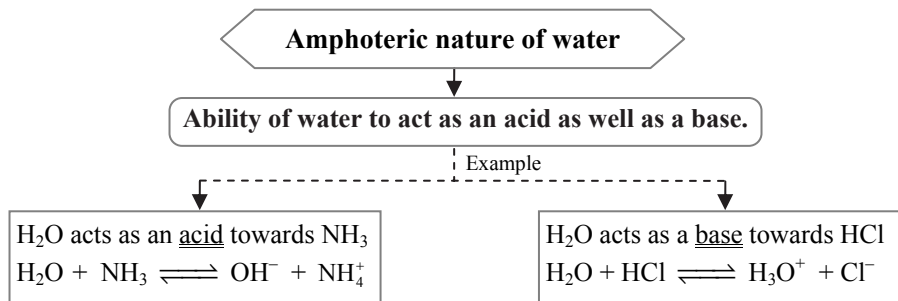 Amphoteric nature of water
Ability of water to act as an acid as well as a base.
Example
H₂O acts as an acid towards NH₃
H₂O + NH₃ ⇌ OH⁻ + NH₄⁺
H₂O acts as a base towards HCl
H₂O + HCl ⇌ H₃O⁺ + Cl⁻